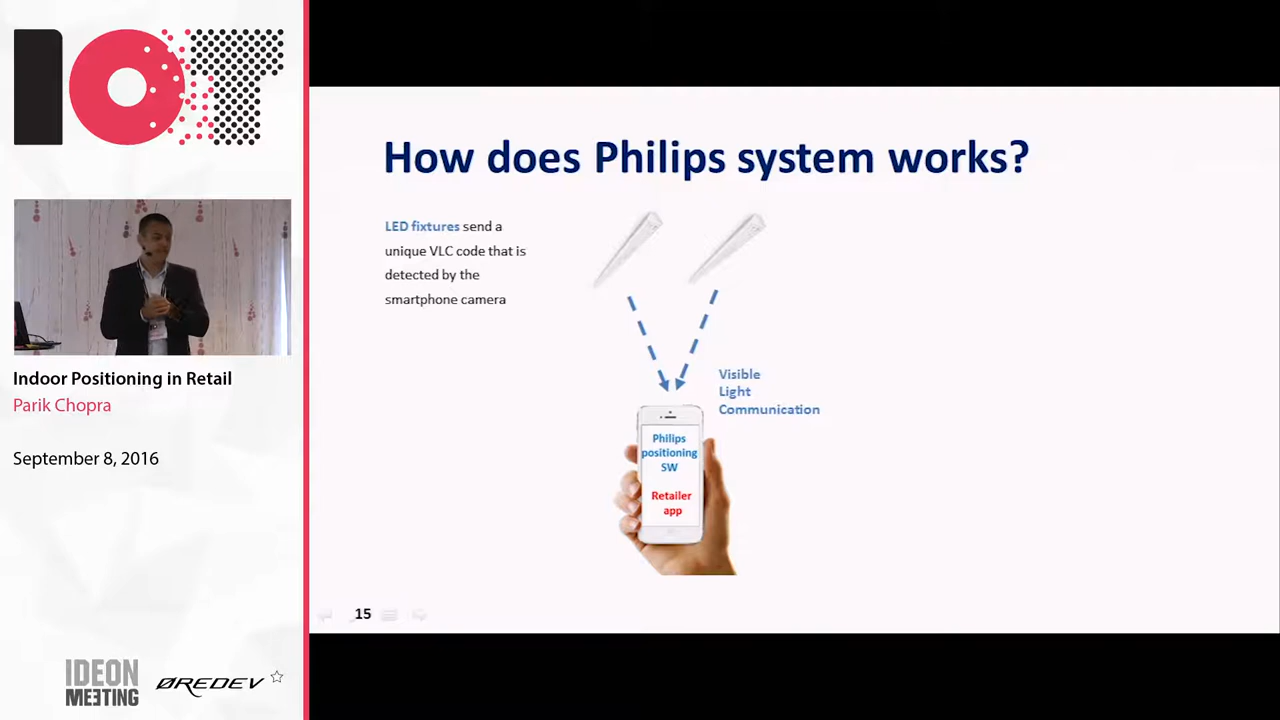 IOT
Indoor Positioning in Retail
Parik Chopra
September 8, 2016
IDEON
MEETING
ØREDEV
How does Philips system works?
LED fixtures send a
unique VLC code that is
detected by the
smartphone camera
Visible
Light
Communication
Philips
positioning
SW
Retailer
app
15